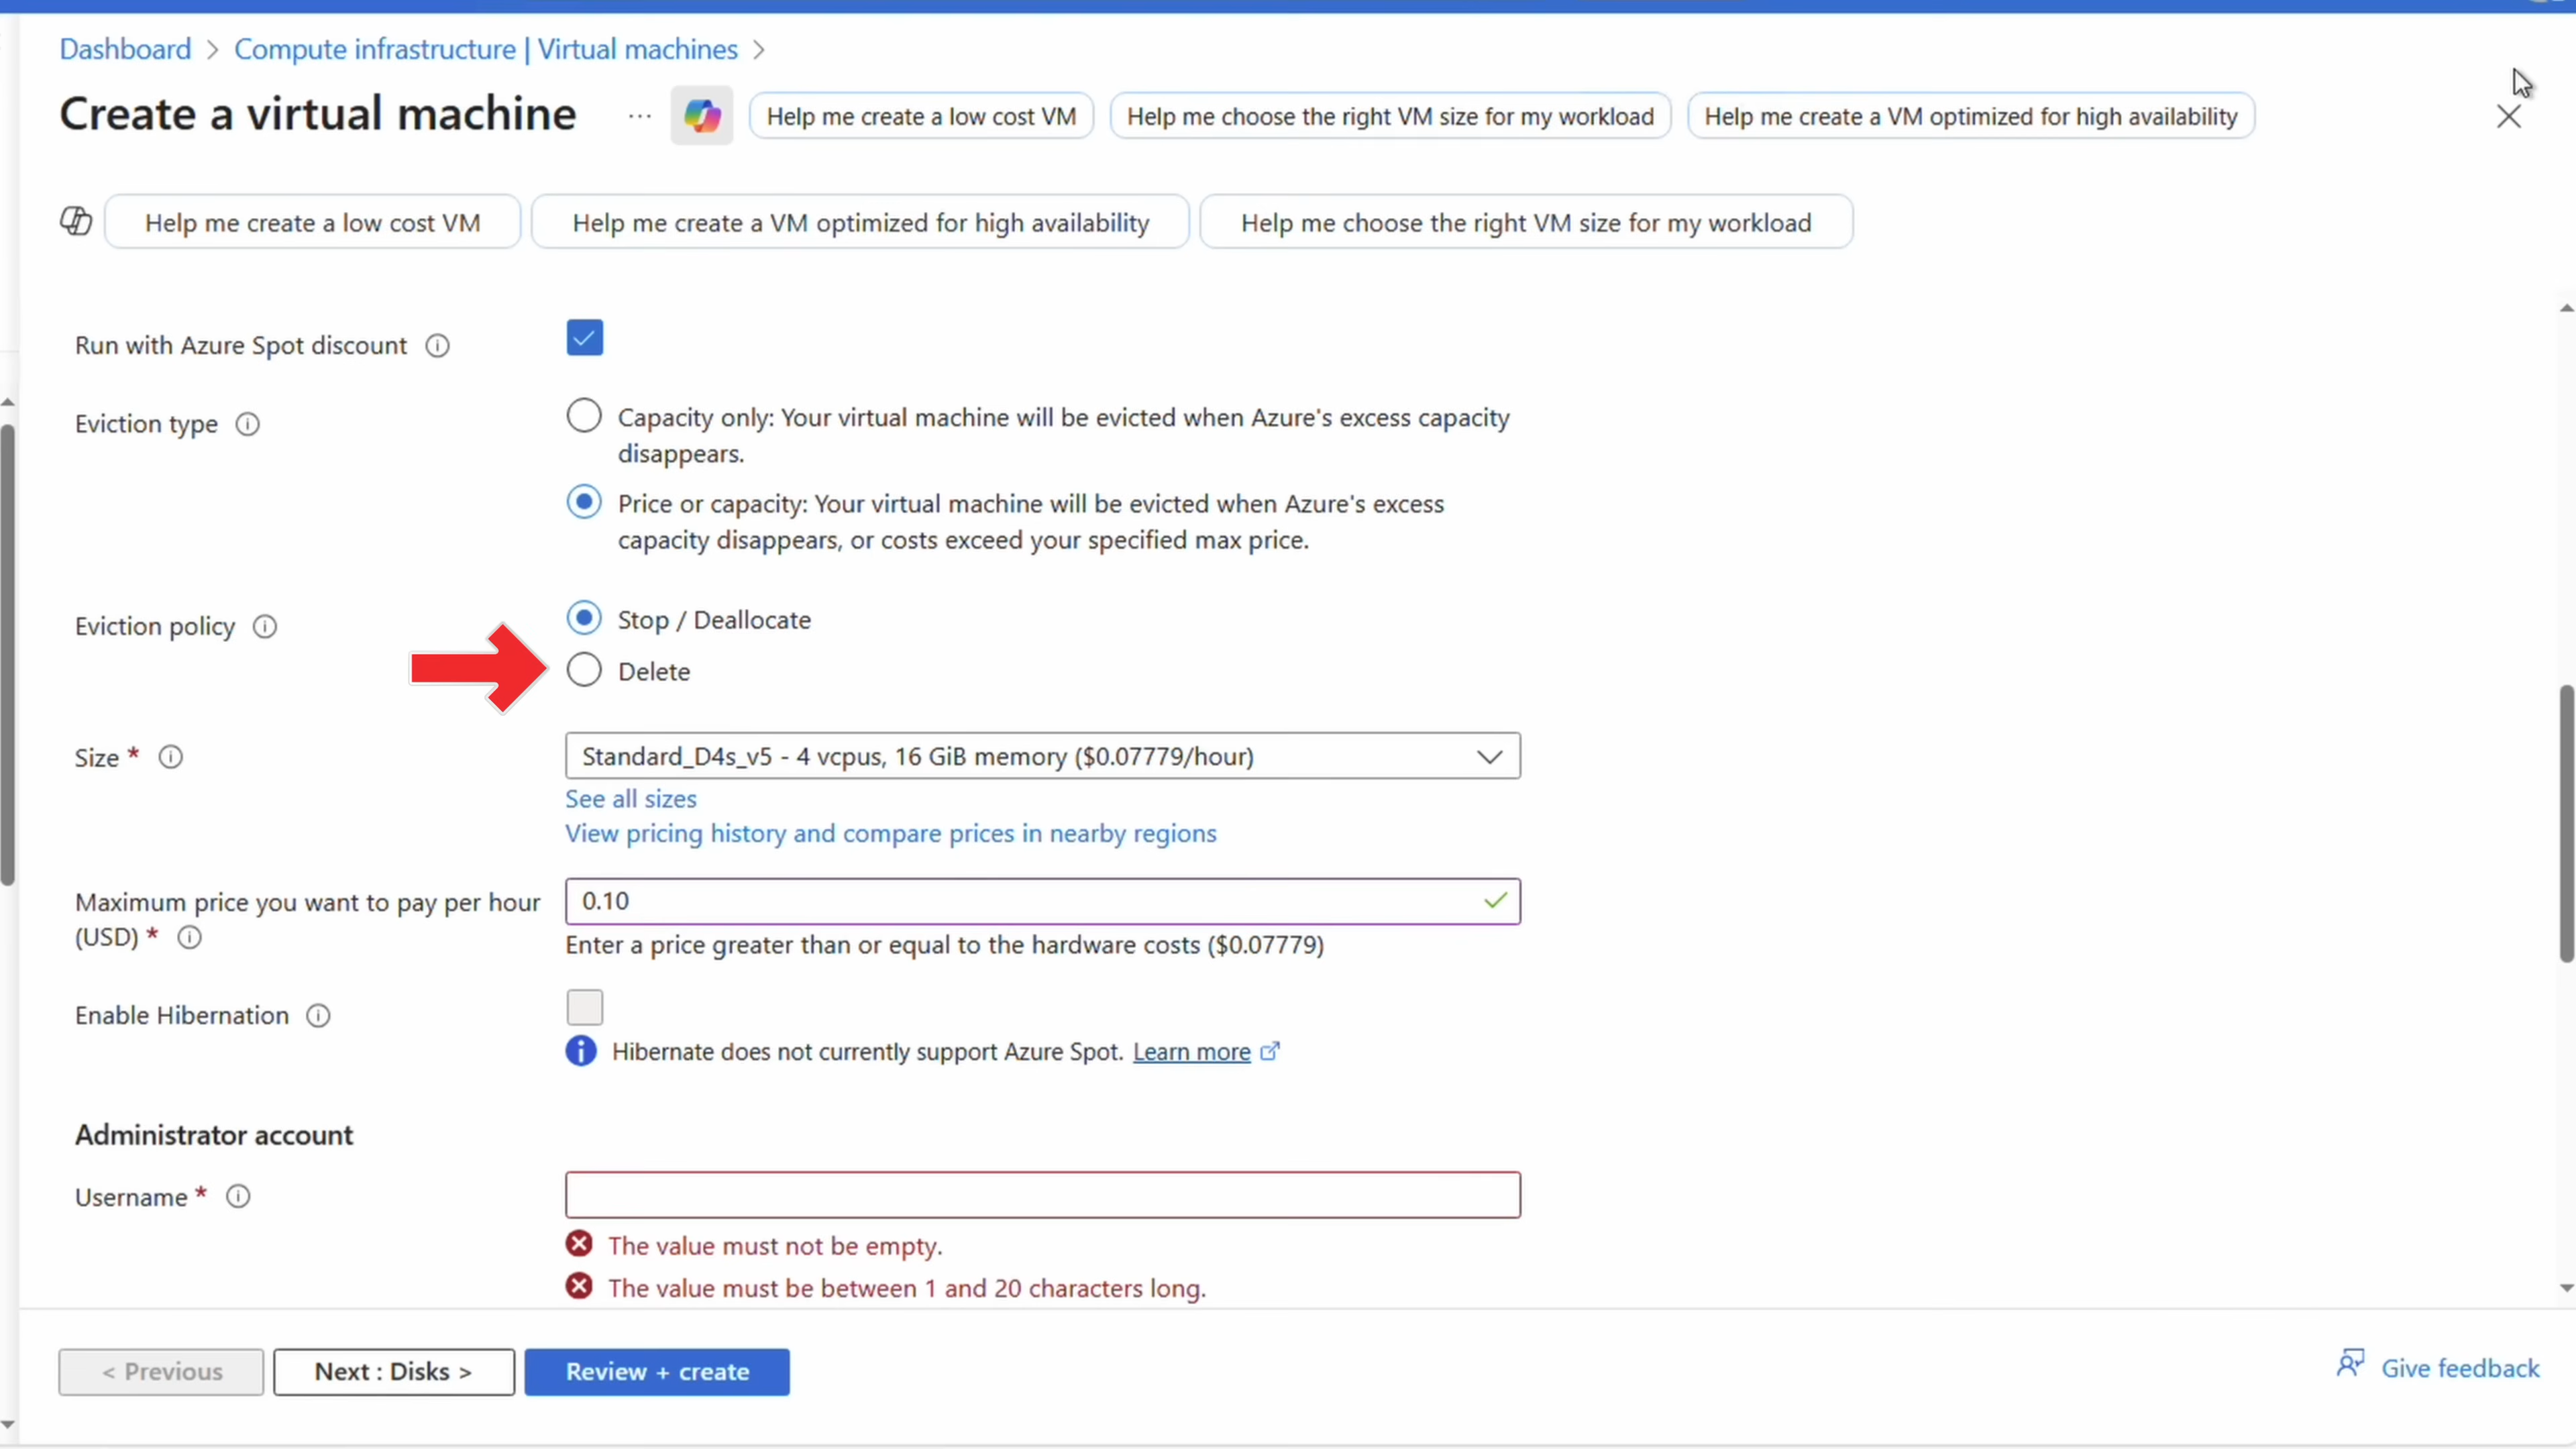 Dashboard > Compute infrastructure | Virtual machines >
Create a virtual machine ... Help me create a low cost VM Help me choose the right VM size for my workload Help me create a VM optimized for high availability
Help me create a low cost VM Help me create a VM optimized for high availability Help me choose the right VM size for my workload
Run with Azure Spot discount
Eviction type
Capacity only: Your virtual machine will be evicted when Azure's excess capacity
disappears.
Price or capacity: Your virtual machine will be evicted when Azure's excess
capacity disappears, or costs exceed your specified max price.
Eviction policy
Stop / Deallocate
Delete
Size *
Standard_D4s_v5 - 4 vcpus, 16 GiB memory ($0.07779/hour)
See all sizes
View pricing history and compare prices in nearby regions
Maximum price you want to pay per hour
(USD) *
0.10
Enter a price greater than or equal to the hardware costs ($0.07779)
Enable Hibernation
Hibernate does not currently support Azure Spot. Learn more
Administrator account
Username *
The value must not be empty.
The value must be between 1 and 20 characters long.
< Previous Next : Disks > Review + create Give feedback